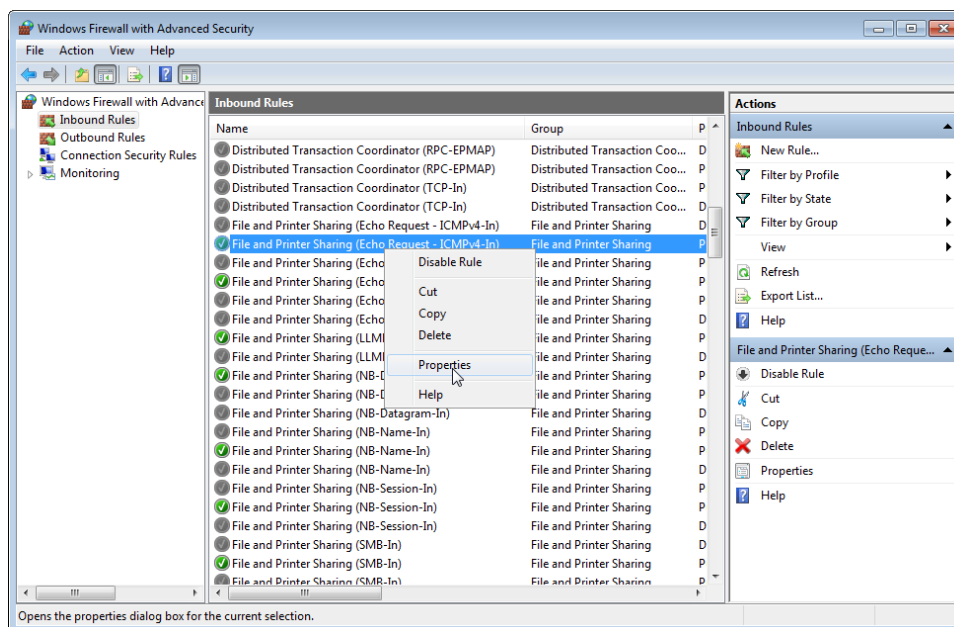 Windows Firewall with Advanced Security
File Action View Help
Windows Firewall with Advance
Inbound Rules
Outbound Rules
Connection Security Rules
Monitoring
Inbound Rules
Name Group P
Distributed Transaction Coordinator (RPC-EPMAP) Distributed Transaction Coo... D
Distributed Transaction Coordinator (RPC-EPMAP) Distributed Transaction Coo... P
Distributed Transaction Coordinator (TCP-In) Distributed Transaction Coo... P
Distributed Transaction Coordinator (TCP-In) Distributed Transaction Coo... D
File and Printer Sharing (Echo Request - ICMPv4-In) File and Printer Sharing D
File and Printer Sharing (Echo Request - ICMPv4-In) File and Printer Sharing P
File and Printer Sharing (Echo File and Printer Sharing P
File and Printer Sharing (Echo File and Printer Sharing P
File and Printer Sharing (Echo File and Printer Sharing P
File and Printer Sharing (Echo File and Printer Sharing D
File and Printer Sharing (LLM File and Printer Sharing P
File and Printer Sharing (LLM File and Printer Sharing D
File and Printer Sharing (NB-D File and Printer Sharing P
File and Printer Sharing (NB-D File and Printer Sharing P
File and Printer Sharing (NB-Datagram-In) File and Printer Sharing D
File and Printer Sharing (NB-Name-In) File and Printer Sharing P
File and Printer Sharing (NB-Name-In) File and Printer Sharing P
File and Printer Sharing (NB-Name-In) File and Printer Sharing D
File and Printer Sharing (NB-Session-In) File and Printer Sharing P
File and Printer Sharing (NB-Session-In) File and Printer Sharing P
File and Printer Sharing (NB-Session-In) File and Printer Sharing D
File and Printer Sharing (SMB-In) File and Printer Sharing D
File and Printer Sharing (SMB-In) File and Printer Sharing P
File and Printer Sharing (SMB-In) File and Printer Sharing P
Disable Rule
Cut
Copy
Delete
Properties
Help
Actions
Inbound Rules
New Rule...
Filter by Profile
Filter by State
Filter by Group
View
Refresh
Export List...
Help
File and Printer Sharing (Echo Reque...
Disable Rule
Cut
Copy
Delete
Properties
Help
Opens the properties dialog box for the current selection.